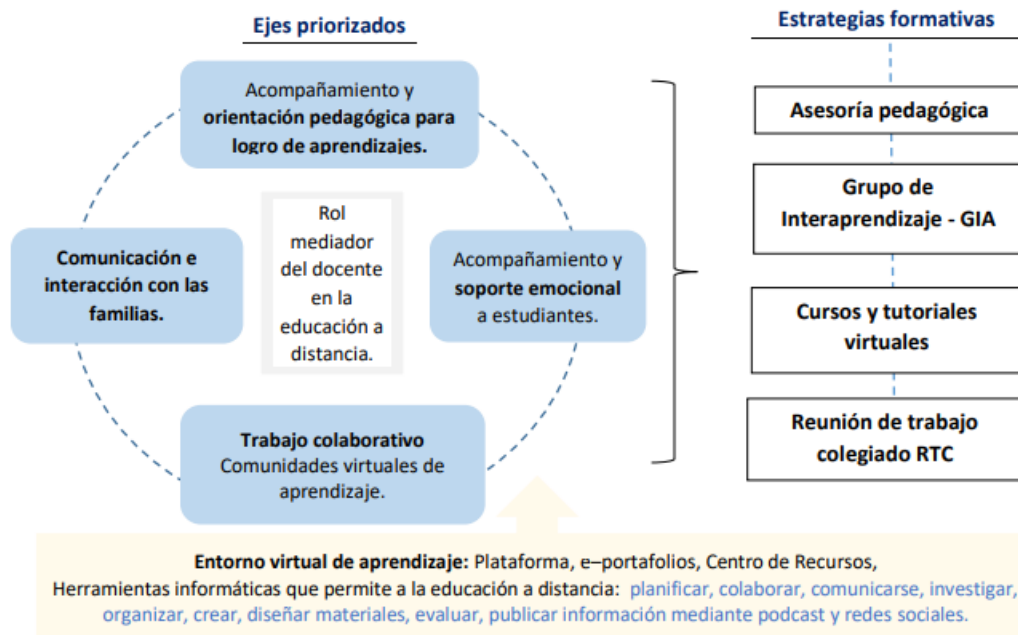 Ejes priorizados
Acompañamiento y
orientación pedagógica para
logro de aprendizajes.
Comunicación e
interacción con las
familias.
Rol
mediador
del docente
en la
educación a
distancia.
Acompañamiento y
soporte emocional
a estudiantes.
Trabajo colaborativo
Comunidades virtuales de
aprendizaje.
Estrategias formativas
Asesoría pedagógica
Grupo de
Interaprendizaje - GIA
Cursos y tutoriales
virtuales
Reunión de trabajo
colegiado RTC
Entorno virtual de aprendizaje: Plataforma, e–portafolios, Centro de Recursos,
Herramientas informáticas que permite a la educación a distancia: planificar, colaborar, comunicarse, investigar,
organizar, crear, diseñar materiales, evaluar, publicar información mediante podcast y redes sociales.